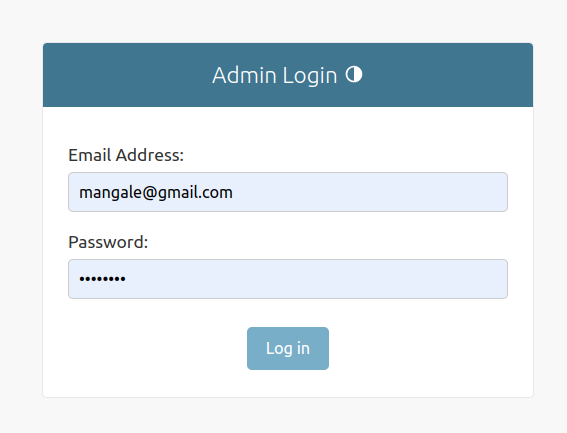 Admin Login
Email Address:
mangale@gmail.com
Password:
••••••••
Log in